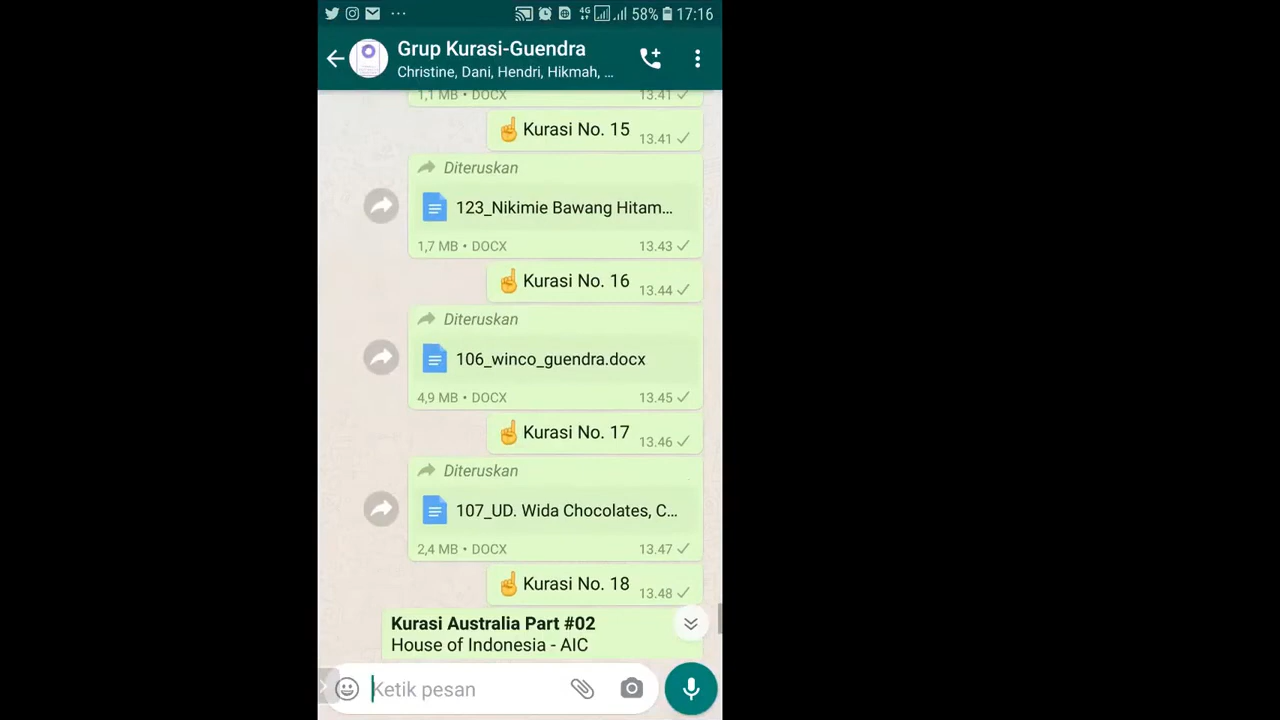 4G 58% 17:16
Grup Kurasi-Guendra
Christine, Dani, Hendri, Hikmah, ...
1,1 MB • DOCX 13.41
☝Kurasi No. 15 13.41
Diteruskan
123_Nikimie Bawang Hitam...
1,7 MB • DOCX 13.43
☝Kurasi No. 16 13.44
Diteruskan
106_winco_guendra.docx
4,9 MB • DOCX 13.45
☝Kurasi No. 17 13.46
Diteruskan
107_UD. Wida Chocolates, C...
2,4 MB • DOCX 13.47
☝Kurasi No. 18 13.48
Kurasi Australia Part #02
House of Indonesia - AIC
Ketik pesan